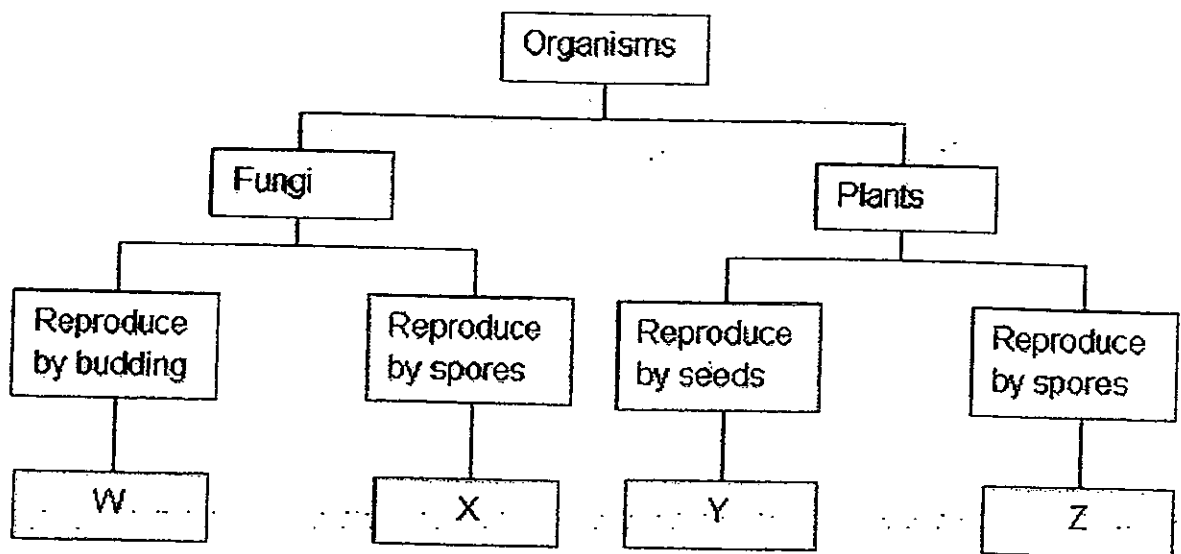 Organisms
Fungi
Plants
Reproduce
by budding
Reproduce
by spores
Reproduce
by seeds
Reproduce
by spores
W
X
Y
Z